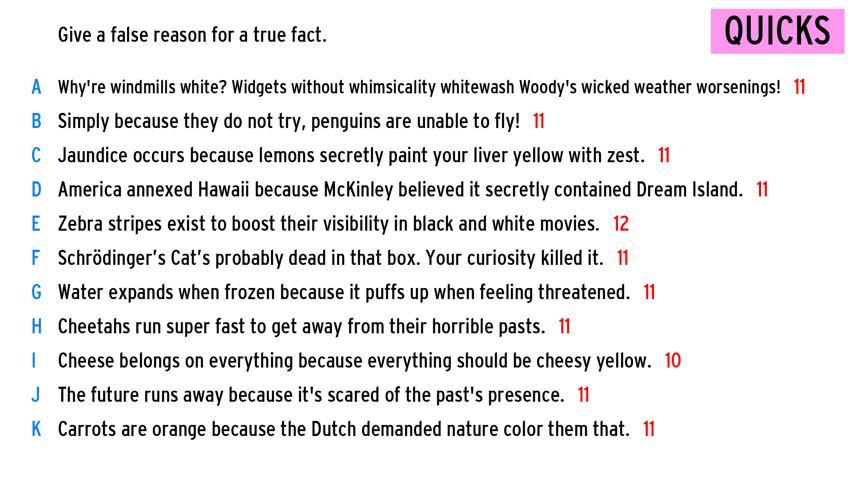 Give a false reason for a true fact.
QUICKS
A Why're windmills white? Widgets without whimsicality whitewash Woody's wicked weather worsenings! 11
B Simply because they do not try, penguins are unable to fly! 11
C Jaundice occurs because lemons secretly paint your liver yellow with zest. 11
D America annexed Hawaii because McKinley believed it secretly contained Dream Island. 11
E Zebra stripes exist to boost their visibility in black and white movies. 12
F Schrödinger's Cat’s probably dead in that box. Your curiosity killed it. 11
G Water expands when frozen because it puffs up when feeling threatened. 11
H Cheetahs run super fast to get away from their horrible pasts. 11
I Cheese belongs on everything because everything should be cheesy yellow. 10
J The future runs away because it's scared of the past's presence. 11
K Carrots are orange because the Dutch demanded nature color them that. 11